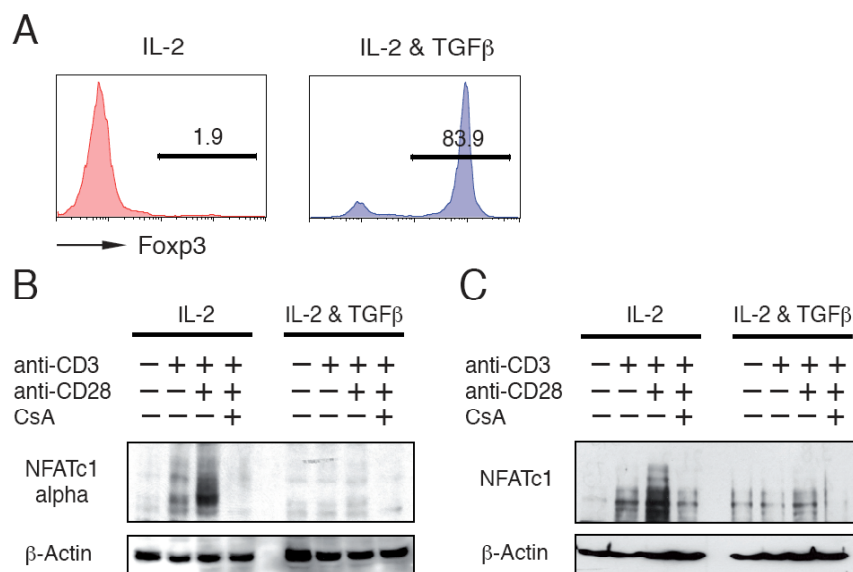 A
IL-2
IL-2 & TGFβ
1.9
83.9
Foxp3
B
IL-2
IL-2 & TGFβ
anti-CD3 − + + + − + + +
anti-CD28 − − + + − − + +
CsA − − − + − − − +
NFATc1
alpha
β-Actin
C
IL-2
IL-2 & TGFβ
anti-CD3 − + + + − + + +
anti-CD28 − − + + − − + +
CsA − − − + − − − +
NFATc1
β-Actin